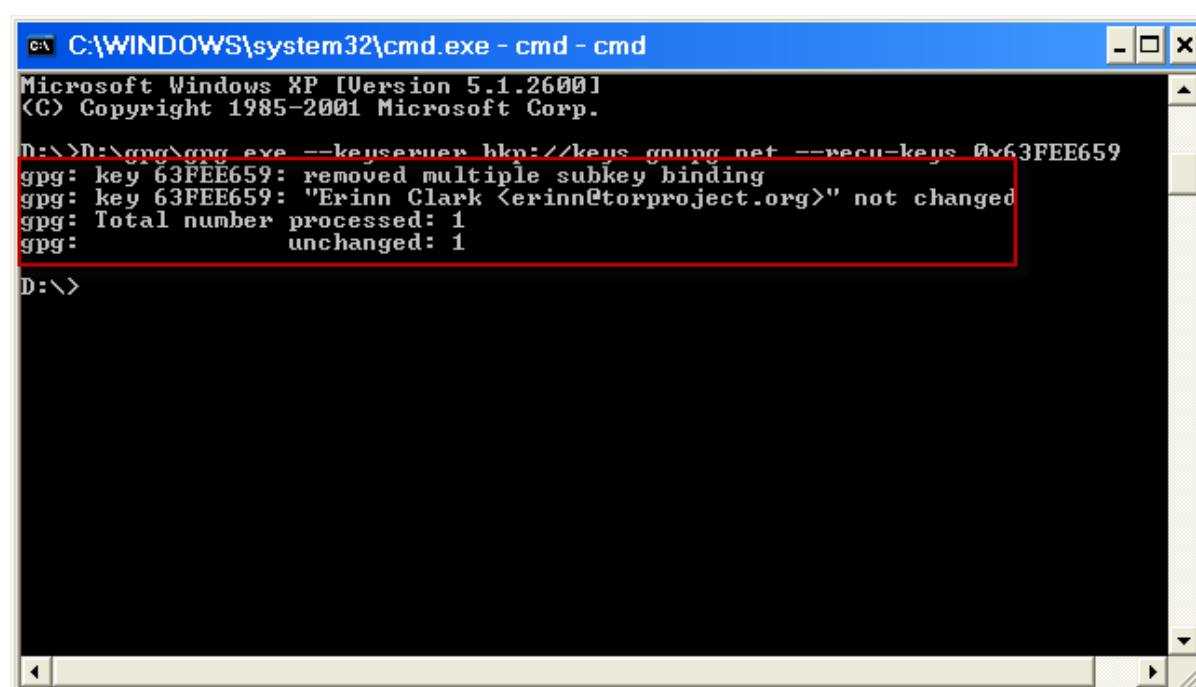 C:\WINDOWS\system32\cmd.exe - cmd - cmd
Microsoft Windows XP [Version 5.1.2600]
(C) Copyright 1985-2001 Microsoft Corp.
D:\>D:\gpg\gpg.exe --keyserver hkp://keys.gnupg.net --recv-keys 0x63FEE659
gpg: key 63FEE659: removed multiple subkey binding
gpg: key 63FEE659: "Erinn Clark <erinn@torproject.org>" not changed
gpg: Total number processed: 1
gpg:              unchanged: 1
D:\>